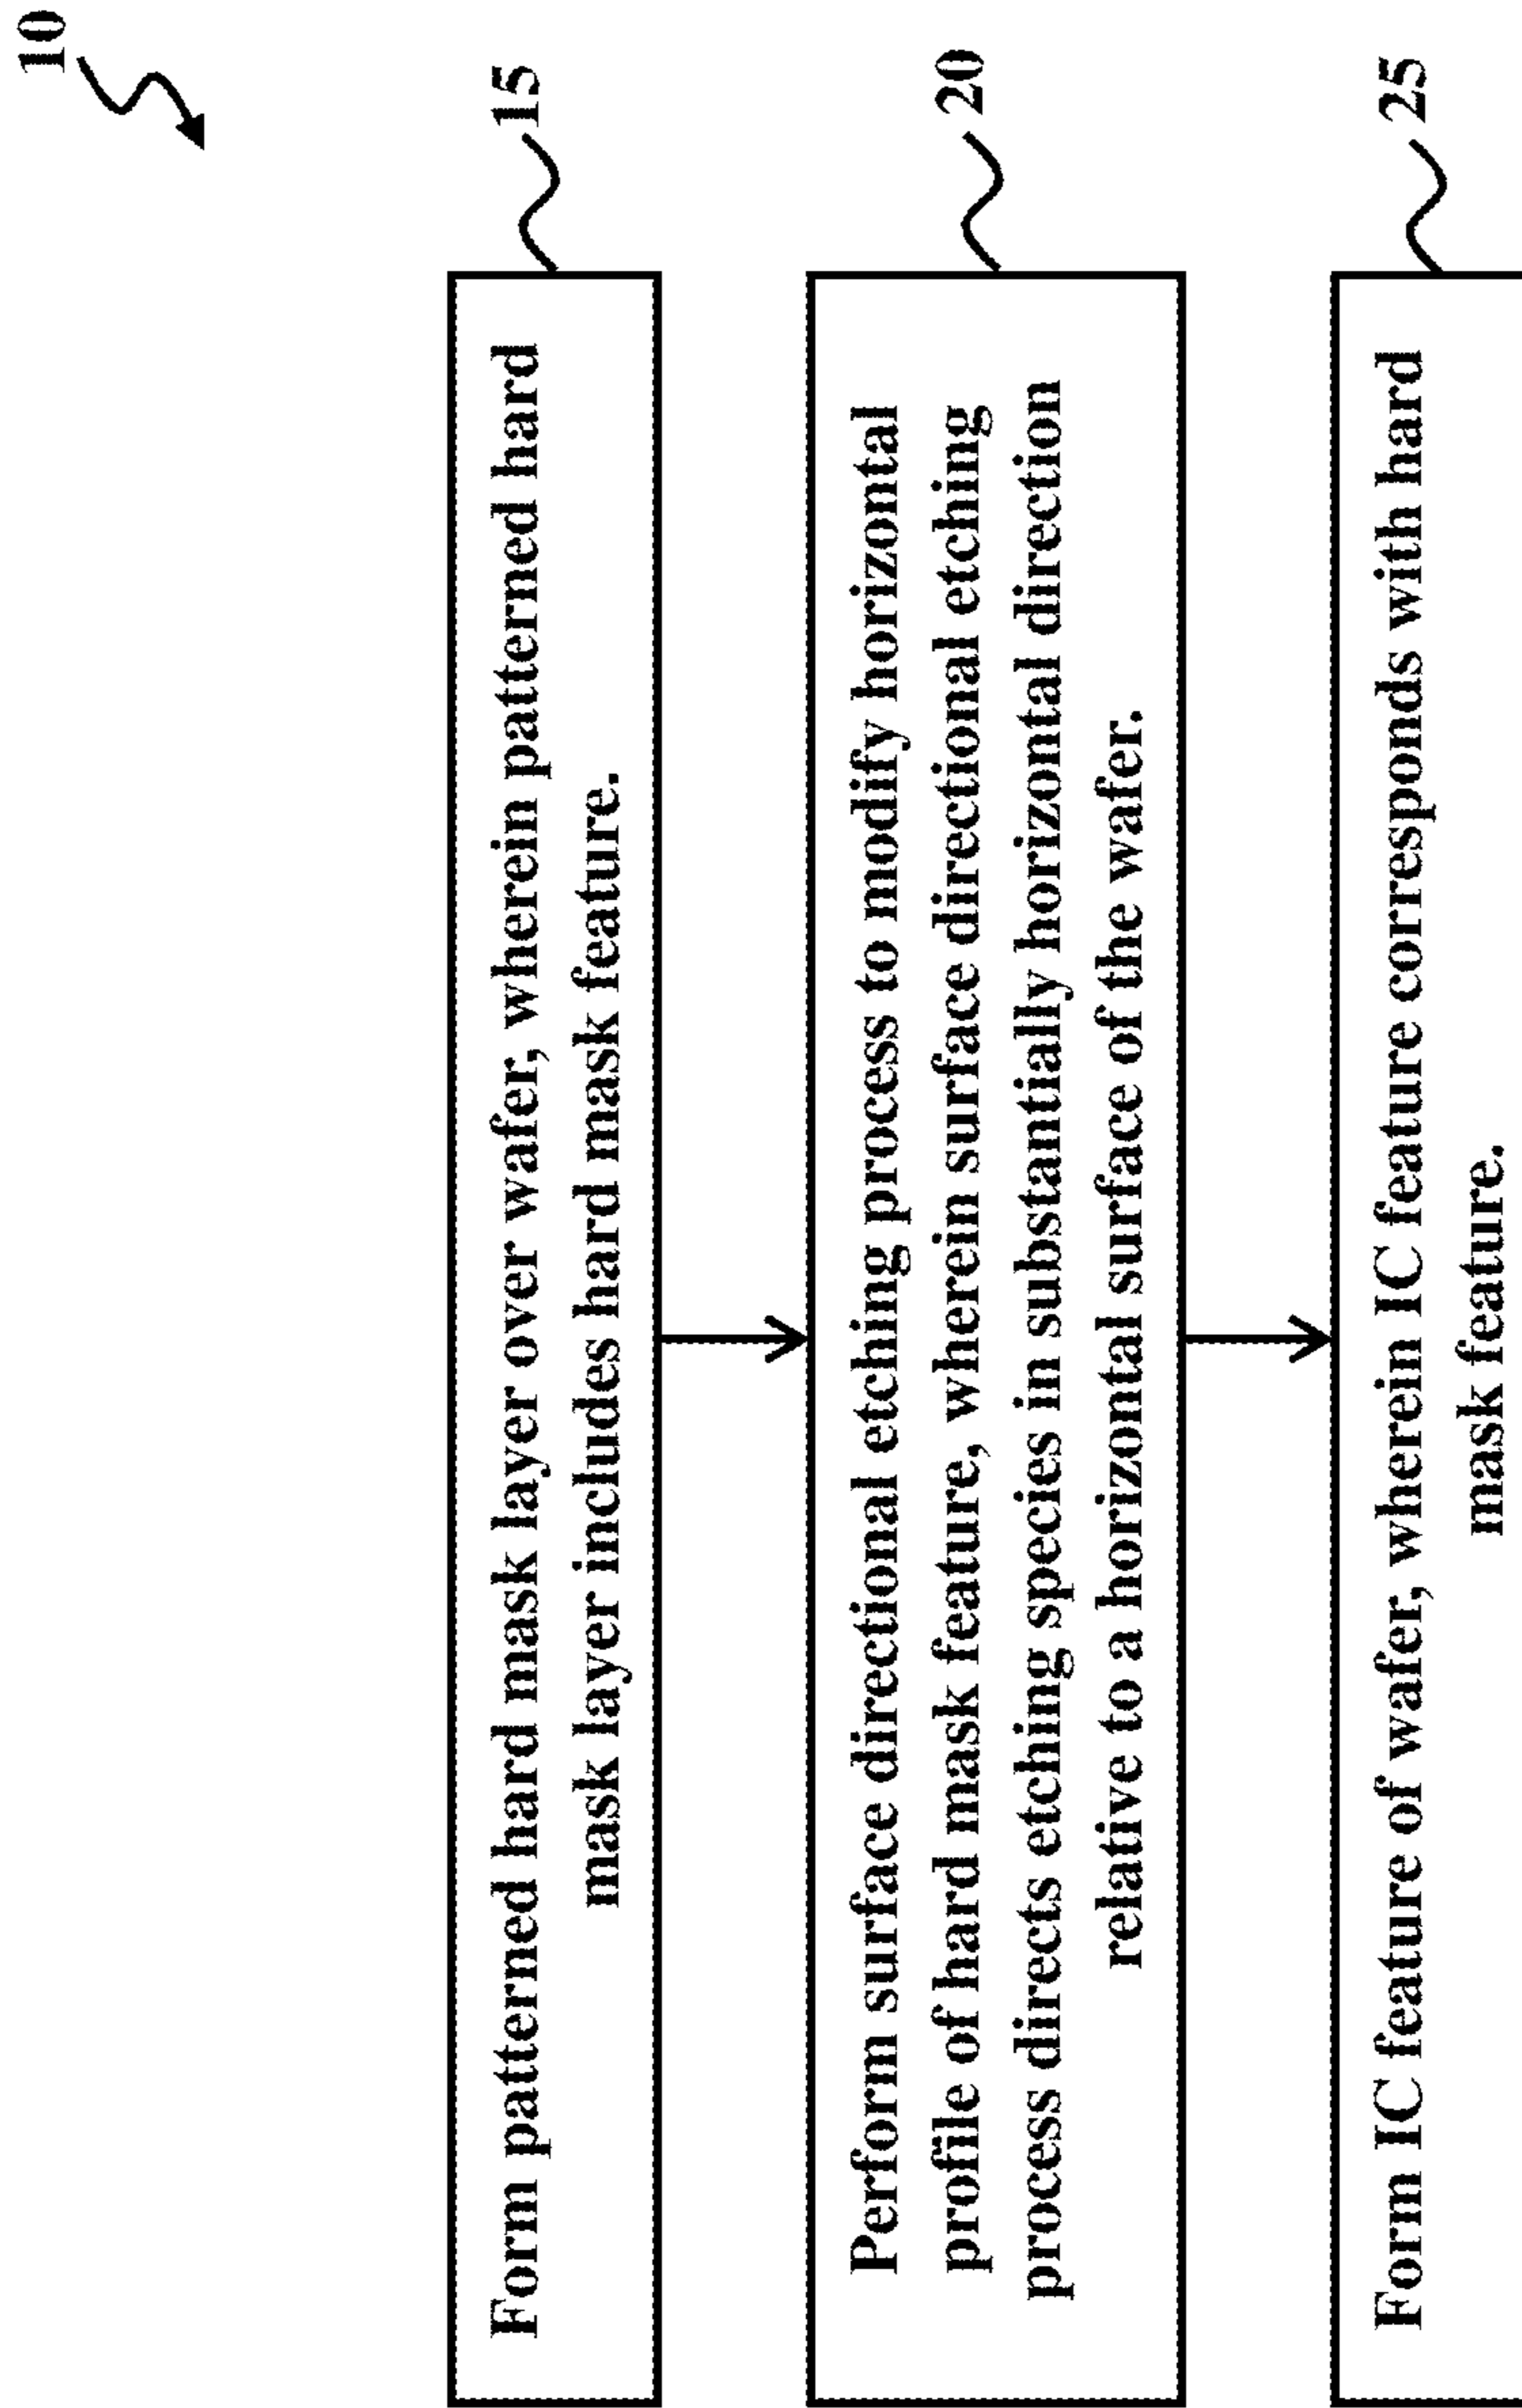 10
15
Form patterned hard mask layer over wafer, wherein patterned hard
mask layer includes hard mask feature.
20
Perform surface directional etching process to modify horizontal
profile of hard mask feature, wherein surface directional etching
process directs etching species in substantially horizontal direction
relative to a horizontal surface of the wafer.
25
Form IC feature of wafer, wherein IC feature corresponds with hard
mask feature.